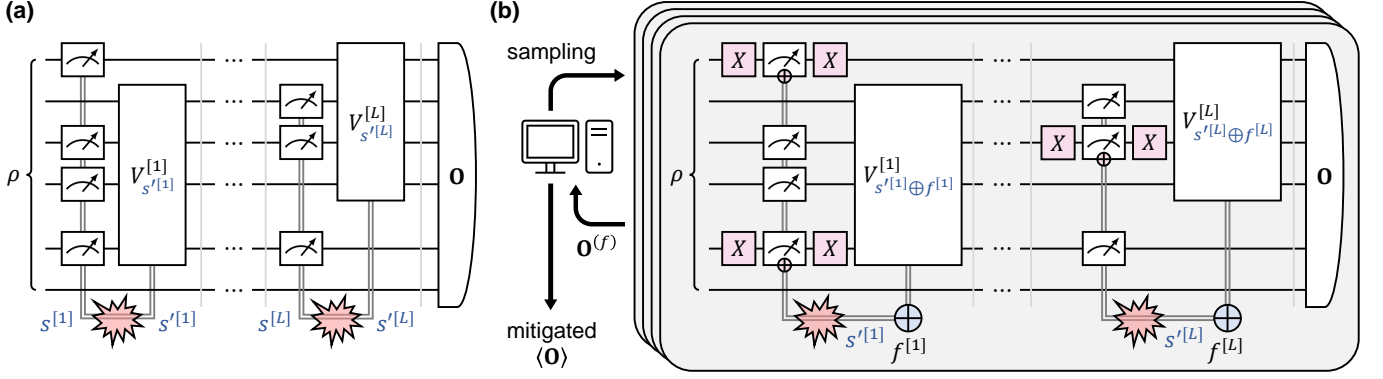 (a)
ρ
V^{[1]}_{s'^{[1]}}
...
...
...
...
...
...
V^{[L]}_{s'^{[L]}}
O
s^{[1]}
s'^{[1]}
s^{[L]}
s'^{[L]}
(b)
sampling
O^{(f)}
mitigated
⟨O⟩
ρ
X
X
X
X
V^{[1]}_{s'^{[1]}⊕f^{[1]}}
s'^{[1]}
f^{[1]}
...
...
...
...
...
...
X
X
V^{[L]}_{s'^{[L]}⊕f^{[L]}}
s'^{[L]}
f^{[L]}
O